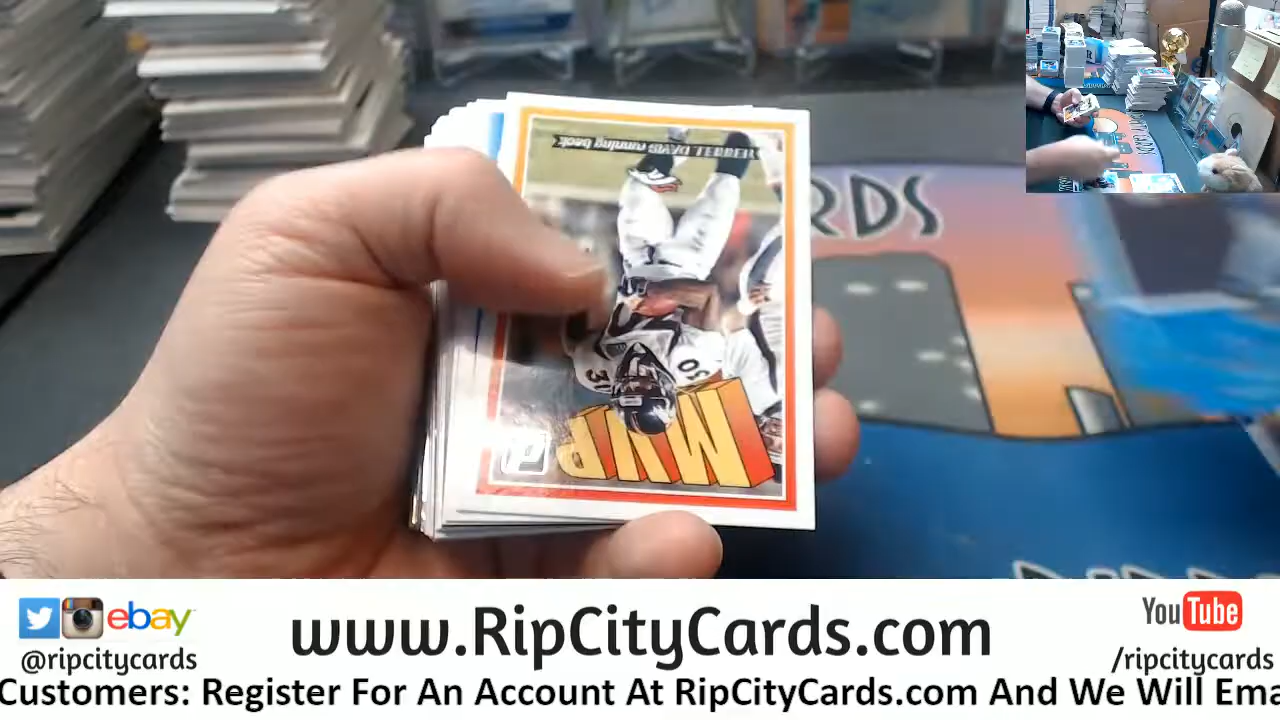 TERRELL DAVIS running back
30
MVP
RDS
ebay
@ripcitycards
www.RipCityCards.com
YouTube
/ripcitycards
Customers: Register For An Account At RipCityCards.com And We Will Ema